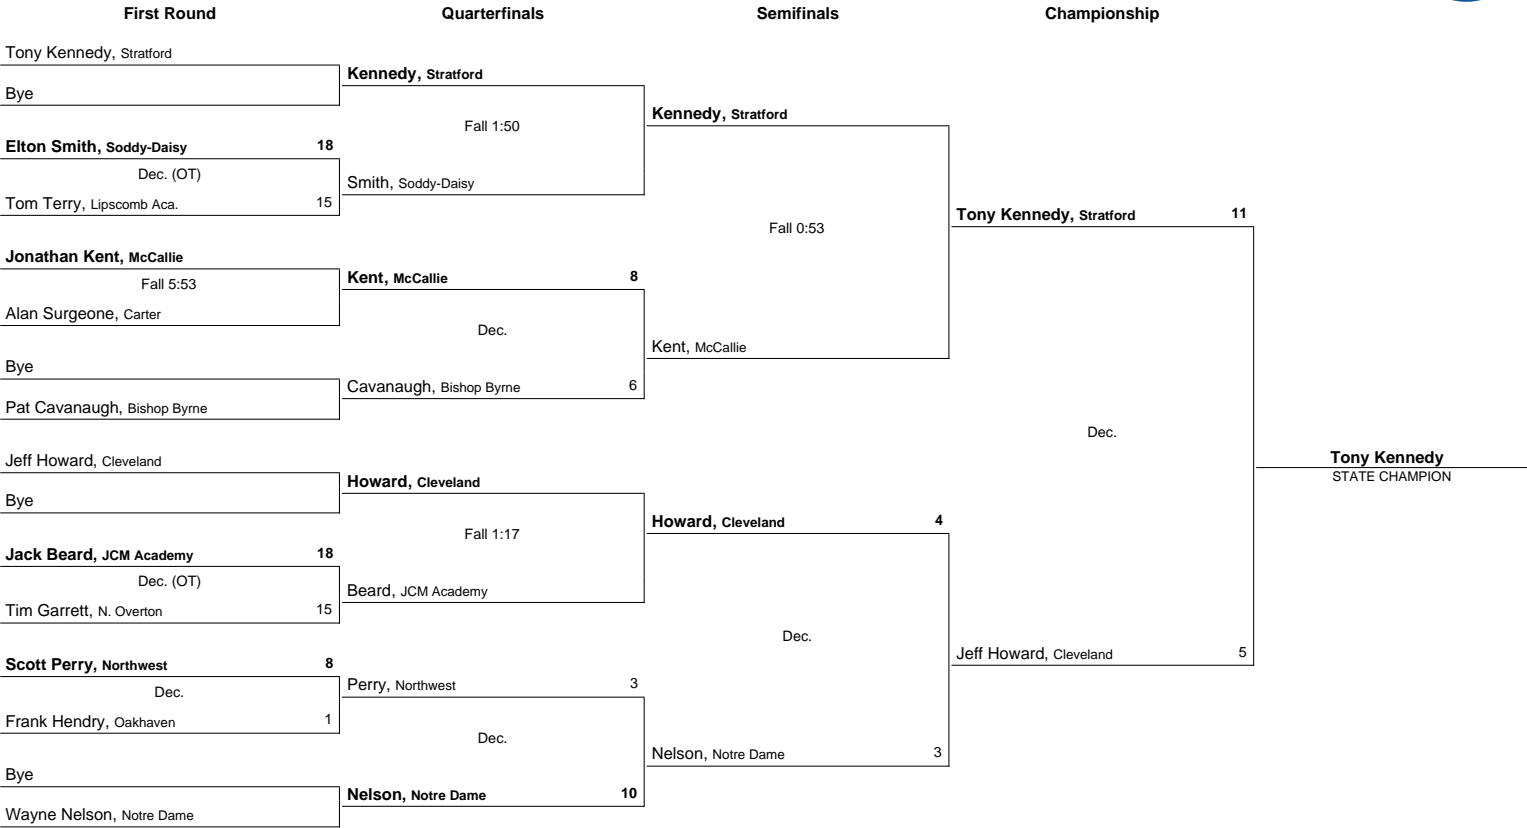 First Round Quarterfinals Semifinals Championship
Tony Kennedy, Stratford
Bye
Elton Smith, Soddy-Daisy 18
Dec. (OT)
Tom Terry, Lipscomb Aca. 15
Jonathan Kent, McCallie
Fall 5:53
Alan Surgeone, Carter
Bye
Pat Cavanaugh, Bishop Byrne
Jeff Howard, Cleveland
Bye
Jack Beard, JCM Academy 18
Dec. (OT)
Tim Garrett, N. Overton 15
Scott Perry, Northwest 8
Dec.
Frank Hendry, Oakhaven 1
Bye
Wayne Nelson, Notre Dame
Kennedy, Stratford
Fall 1:50
Smith, Soddy-Daisy
Kent, McCallie 8
Dec.
Cavanaugh, Bishop Byrne 6
Howard, Cleveland
Fall 1:17
Beard, JCM Academy
Perry, Northwest 3
Dec.
Nelson, Notre Dame 10
Kennedy, Stratford
Fall 0:53
Kent, McCallie
Howard, Cleveland 4
Dec.
Nelson, Notre Dame 3
Tony Kennedy, Stratford 11
Dec.
Jeff Howard, Cleveland 5
Tony Kennedy
STATE CHAMPION